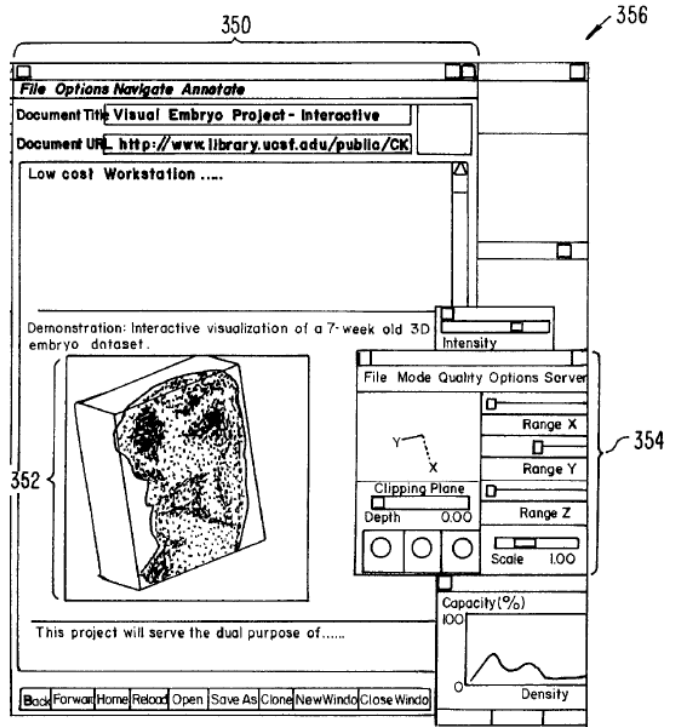 350
356
File Options Navigate Annotate
Document Title Visual Embryo Project - Interactive
Document URL http://www.library.ucsf.edu/public/CK
Low cost Workstation .....
Demonstration: Interactive visualization of a 7-week old 3D
embryo dataset.
Intensity
File Mode Quality Options Server
Range X
354
Y
X
Range Y
352
Clipping Plane
Depth 0.00
Range Z
Scale 1.00
Capacity(%)
100
This project will serve the dual purpose of......
0
Density
Back Forward Home Reload Open Save As Clone NewWindo CloseWindo